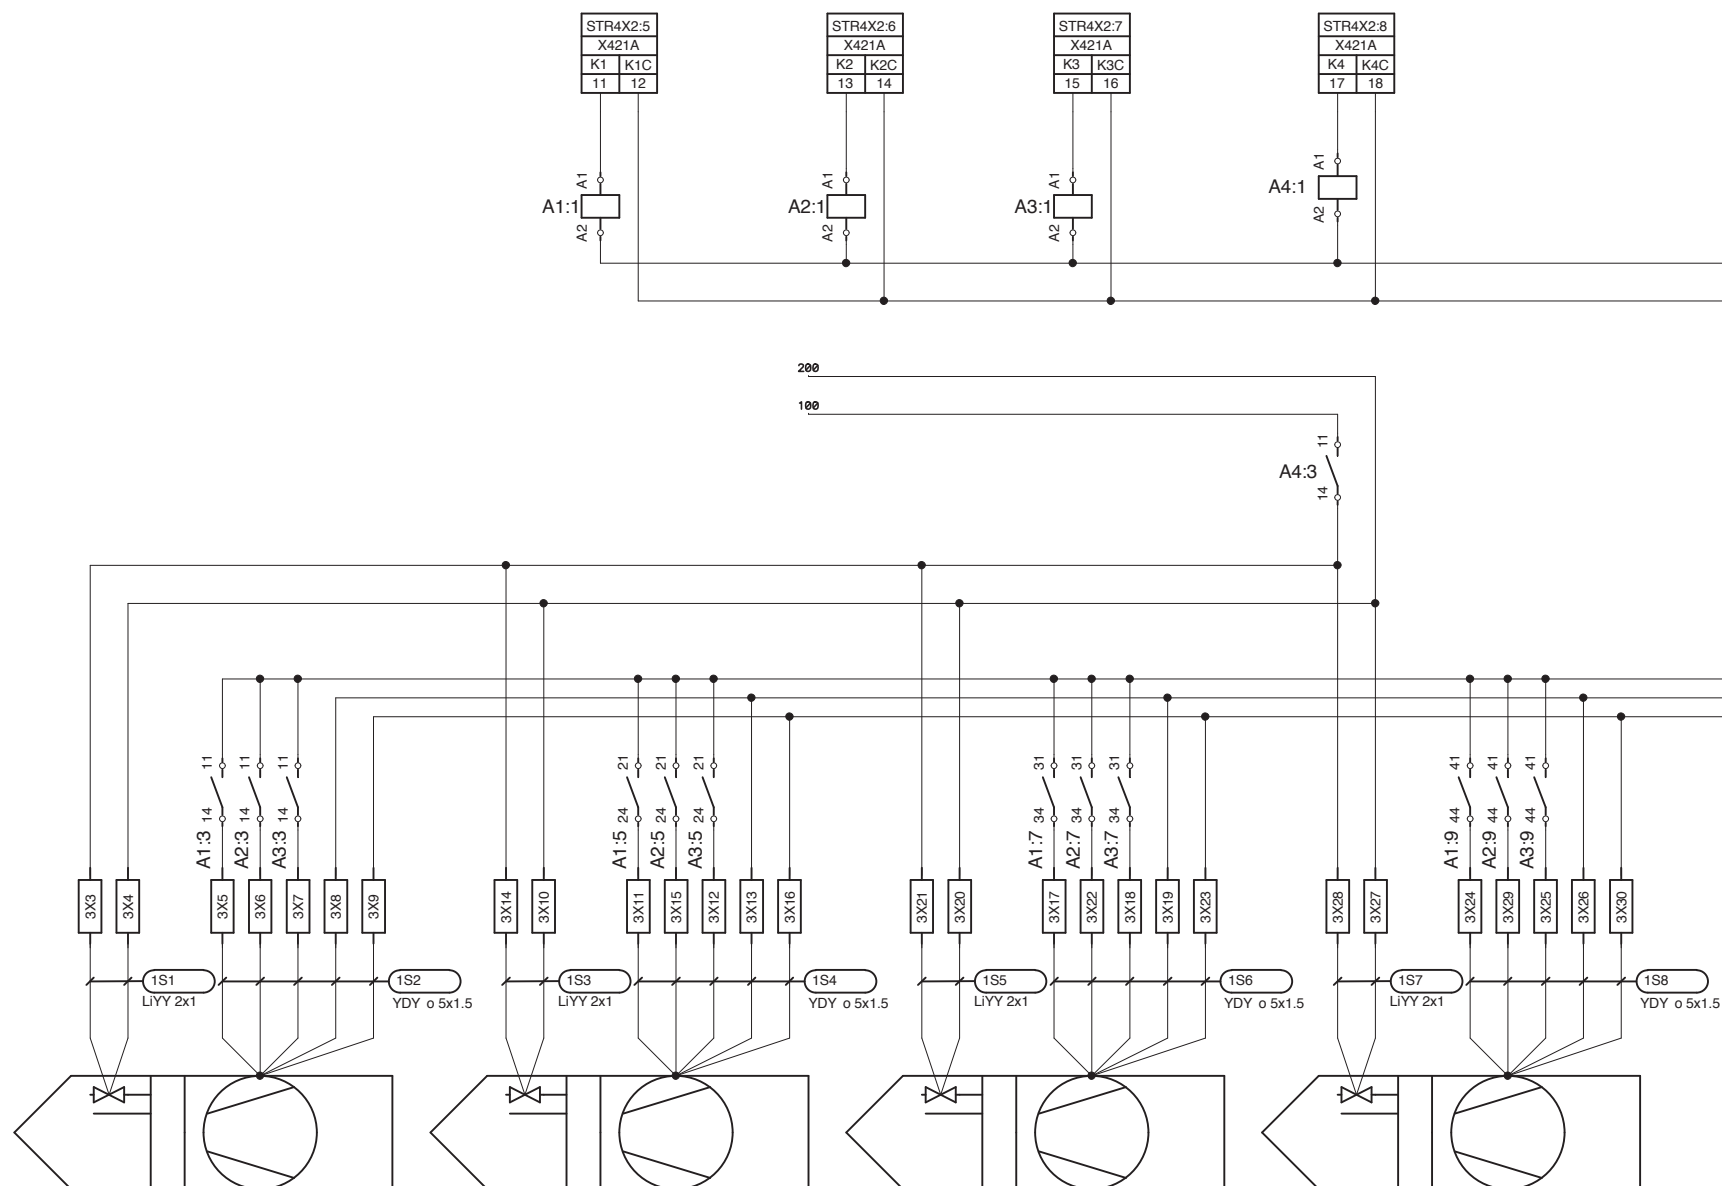 STR4X2:5 STR4X2:6 STR4X2:7 STR4X2:8
X421A X421A X421A X421A
K1 K1C K2 K2C K3 K3C K4 K4C
11 12 13 14 15 16 17 18
A1 A1 A1 A1
A1:1 A2:1 A3:1 A4:1
A2 A2 A2 A2
200
100
11
A4:3
14
11 11 11 21 21 21 31 31 31 41 41 41
14 14 14 24 24 24 34 34 34 44 44 44
A1:3 A2:3 A3:3 A1:5 A2:5 A3:5 A1:7 A2:7 A3:7 A1:9 A2:9 A3:9
3X3 3X4 3X5 3X6 3X7 3X8 3X9 3X14 3X10 3X11 3X15 3X12 3X13 3X16 3X21 3X20 3X17 3X22 3X18 3X19 3X23 3X28 3X27 3X24 3X29 3X25 3X26 3X30
1S1 1S2 1S3 1S4 1S5 1S6 1S7 1S8
LiYY 2x1 YDY o 5x1.5 LiYY 2x1 YDY o 5x1.5 LiYY 2x1 YDY o 5x1.5 LiYY 2x1 YDY o 5x1.5